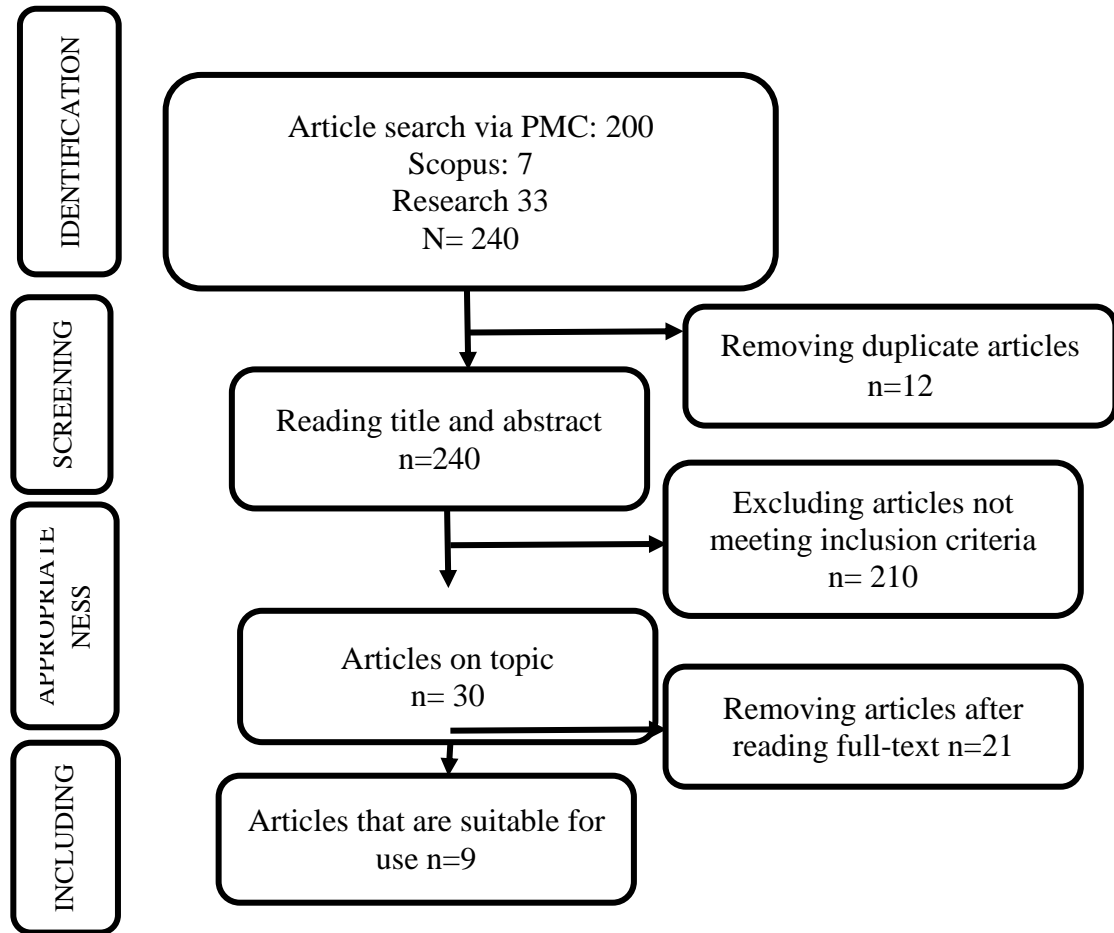 IDENTIFICATION
Article search via PMC: 200
Scopus: 7
Research 33
N= 240
SCREENING
Removing duplicate articles
n=12
Reading title and abstract
n=240
APPROPRIATE
NESS
Excluding articles not
meeting inclusion criteria
n= 210
Articles on topic
n= 30
Removing articles after
reading full-text n=21
INCLUDING
Articles that are suitable for
use n=9